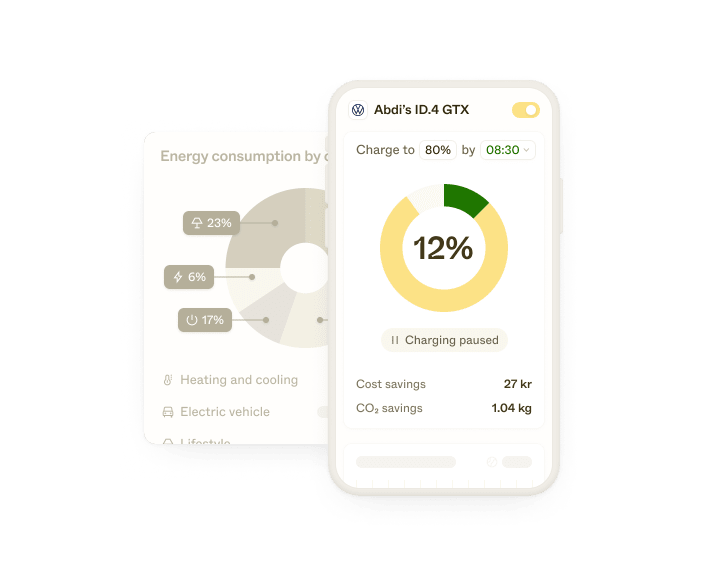 Abdi's ID.4 GTX
Charge to 80% by 08:30
12%
Charging paused
Cost savings 27 kr
CO₂ savings 1.04 kg
Energy consumption by
23%
6%
17%
Heating and cooling
Electric vehicle
Lifestyle